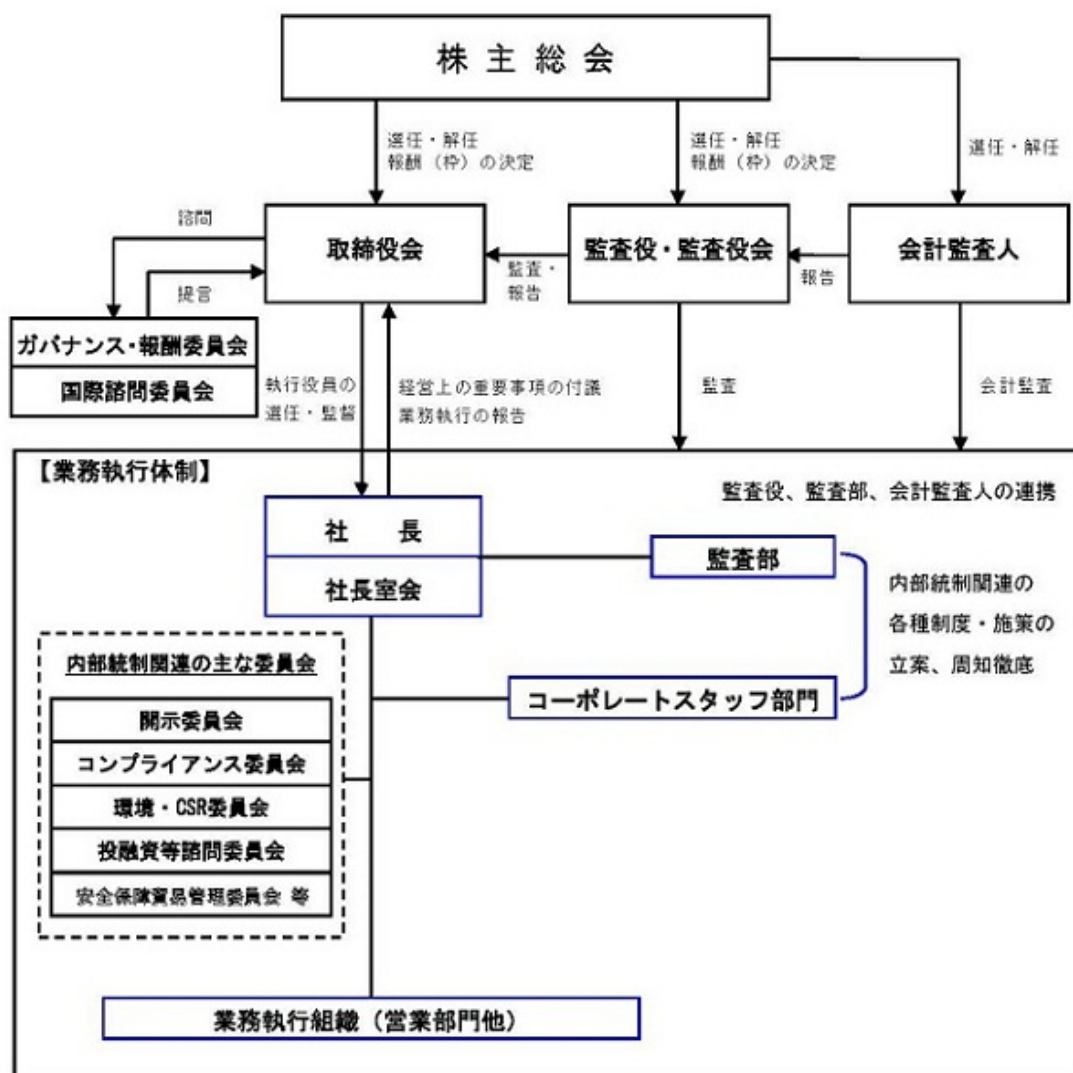 株主総会
選任・解任
報酬（枠）の決定
選任・解任
報酬（枠）の決定
選任・解任
諮問
取締役会
監査役・監査役会
会計監査人
監査・
報告
報告
提言
ガバナンス・報酬委員会
国際諮問委員会
執行役員の
選任・監督
経営上の重要事項の付議
業務執行の報告
監査
会計監査
【業務執行体制】
監査役、監査部、会計監査人の連携
社　長
社長室会
監査部
内部統制関連の
各種制度・施策の
立案、周知徹底
内部統制関連の主な委員会
コーポレートスタッフ部門
開示委員会
コンプライアンス委員会
環境・CSR委員会
投融資等諮問委員会
安全保障貿易管理委員会 等
業務執行組織（営業部門他）